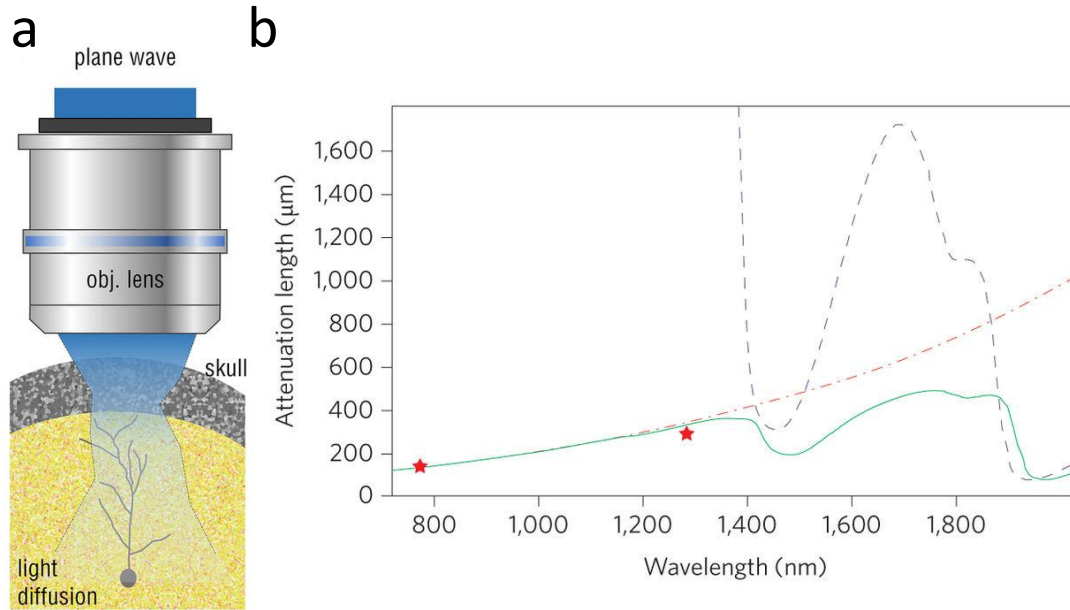 a
b
plane wave
obj. lens
skull
light
diffusion
Attenuation length (μm)
1,600
1,400
1,200
1,000
800
600
400
200
0
800
1,000
1,200
1,400
1,600
1,800
Wavelength (nm)